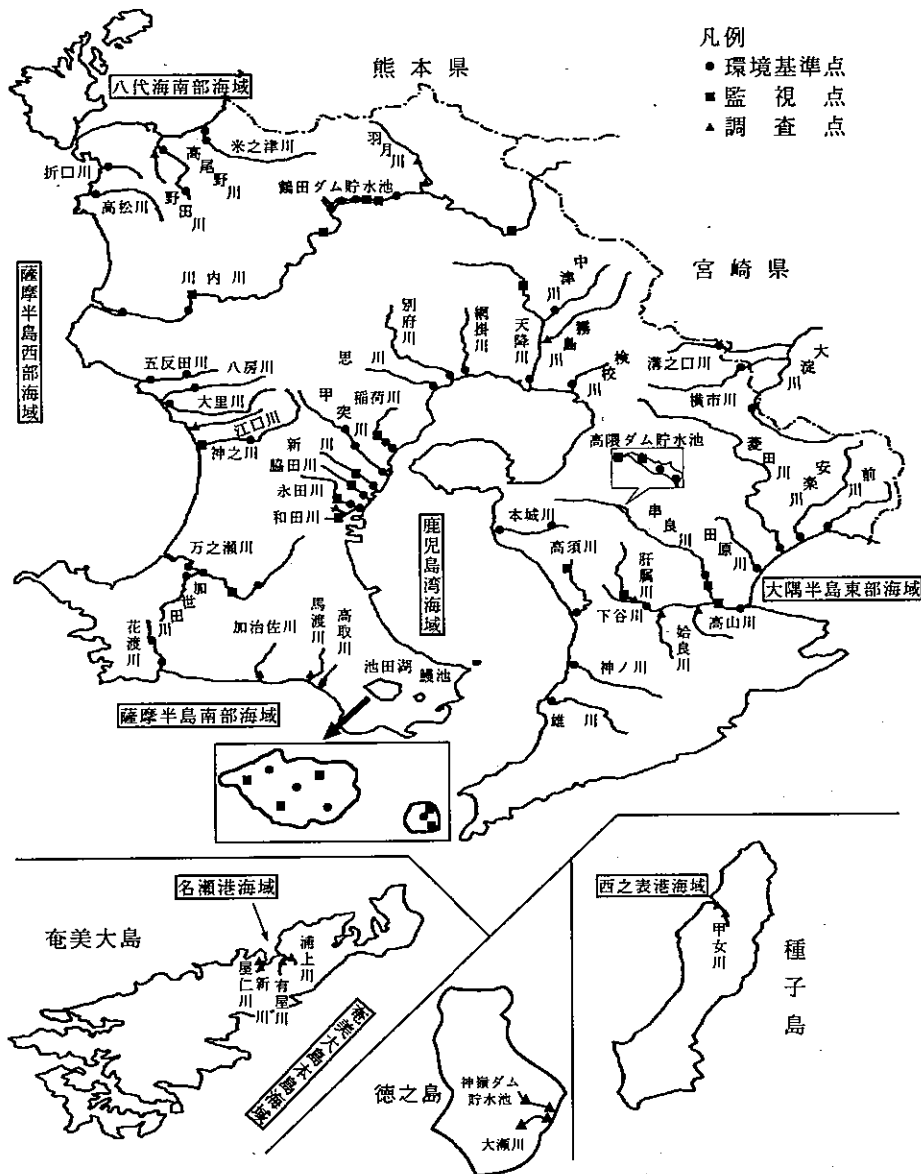 凡例
● 環境基準点
■ 監視点
▲ 調査点
熊本県
八代海南部海域
米之津川
羽月川
折口川
高尾野川
野田川
高松川
鶴田ダム貯水池
宮崎県
薩摩半島西部海域
川内川
中津川
霧島川
別府川
網掛川
天降川
検校川
思川
大淀川
溝之口川
横市川
五反田川
八房川
大里川
江口川
神之川
甲突川
稲荷川
新川
脇田川
永田川
和田川
高隈ダム貯水池
菱田川
安楽川
前川
本城川
串良川
田原川
鹿児島湾海域
高須川
肝属川
大隅半島東部海域
万之瀬川
加世田川
花渡川
加治佐川
馬渡川
高取川
下谷川
姶良川
高山川
池田湖
鰻池
神ノ川
雄川
薩摩半島南部海域
名瀬港海域
奄美大島
浦上川
屋仁川
新川
有屋川
奄美大島本島海域
西之表港海域
甲女川
種子島
徳之島
神嶺ダム
貯水池
大瀬川